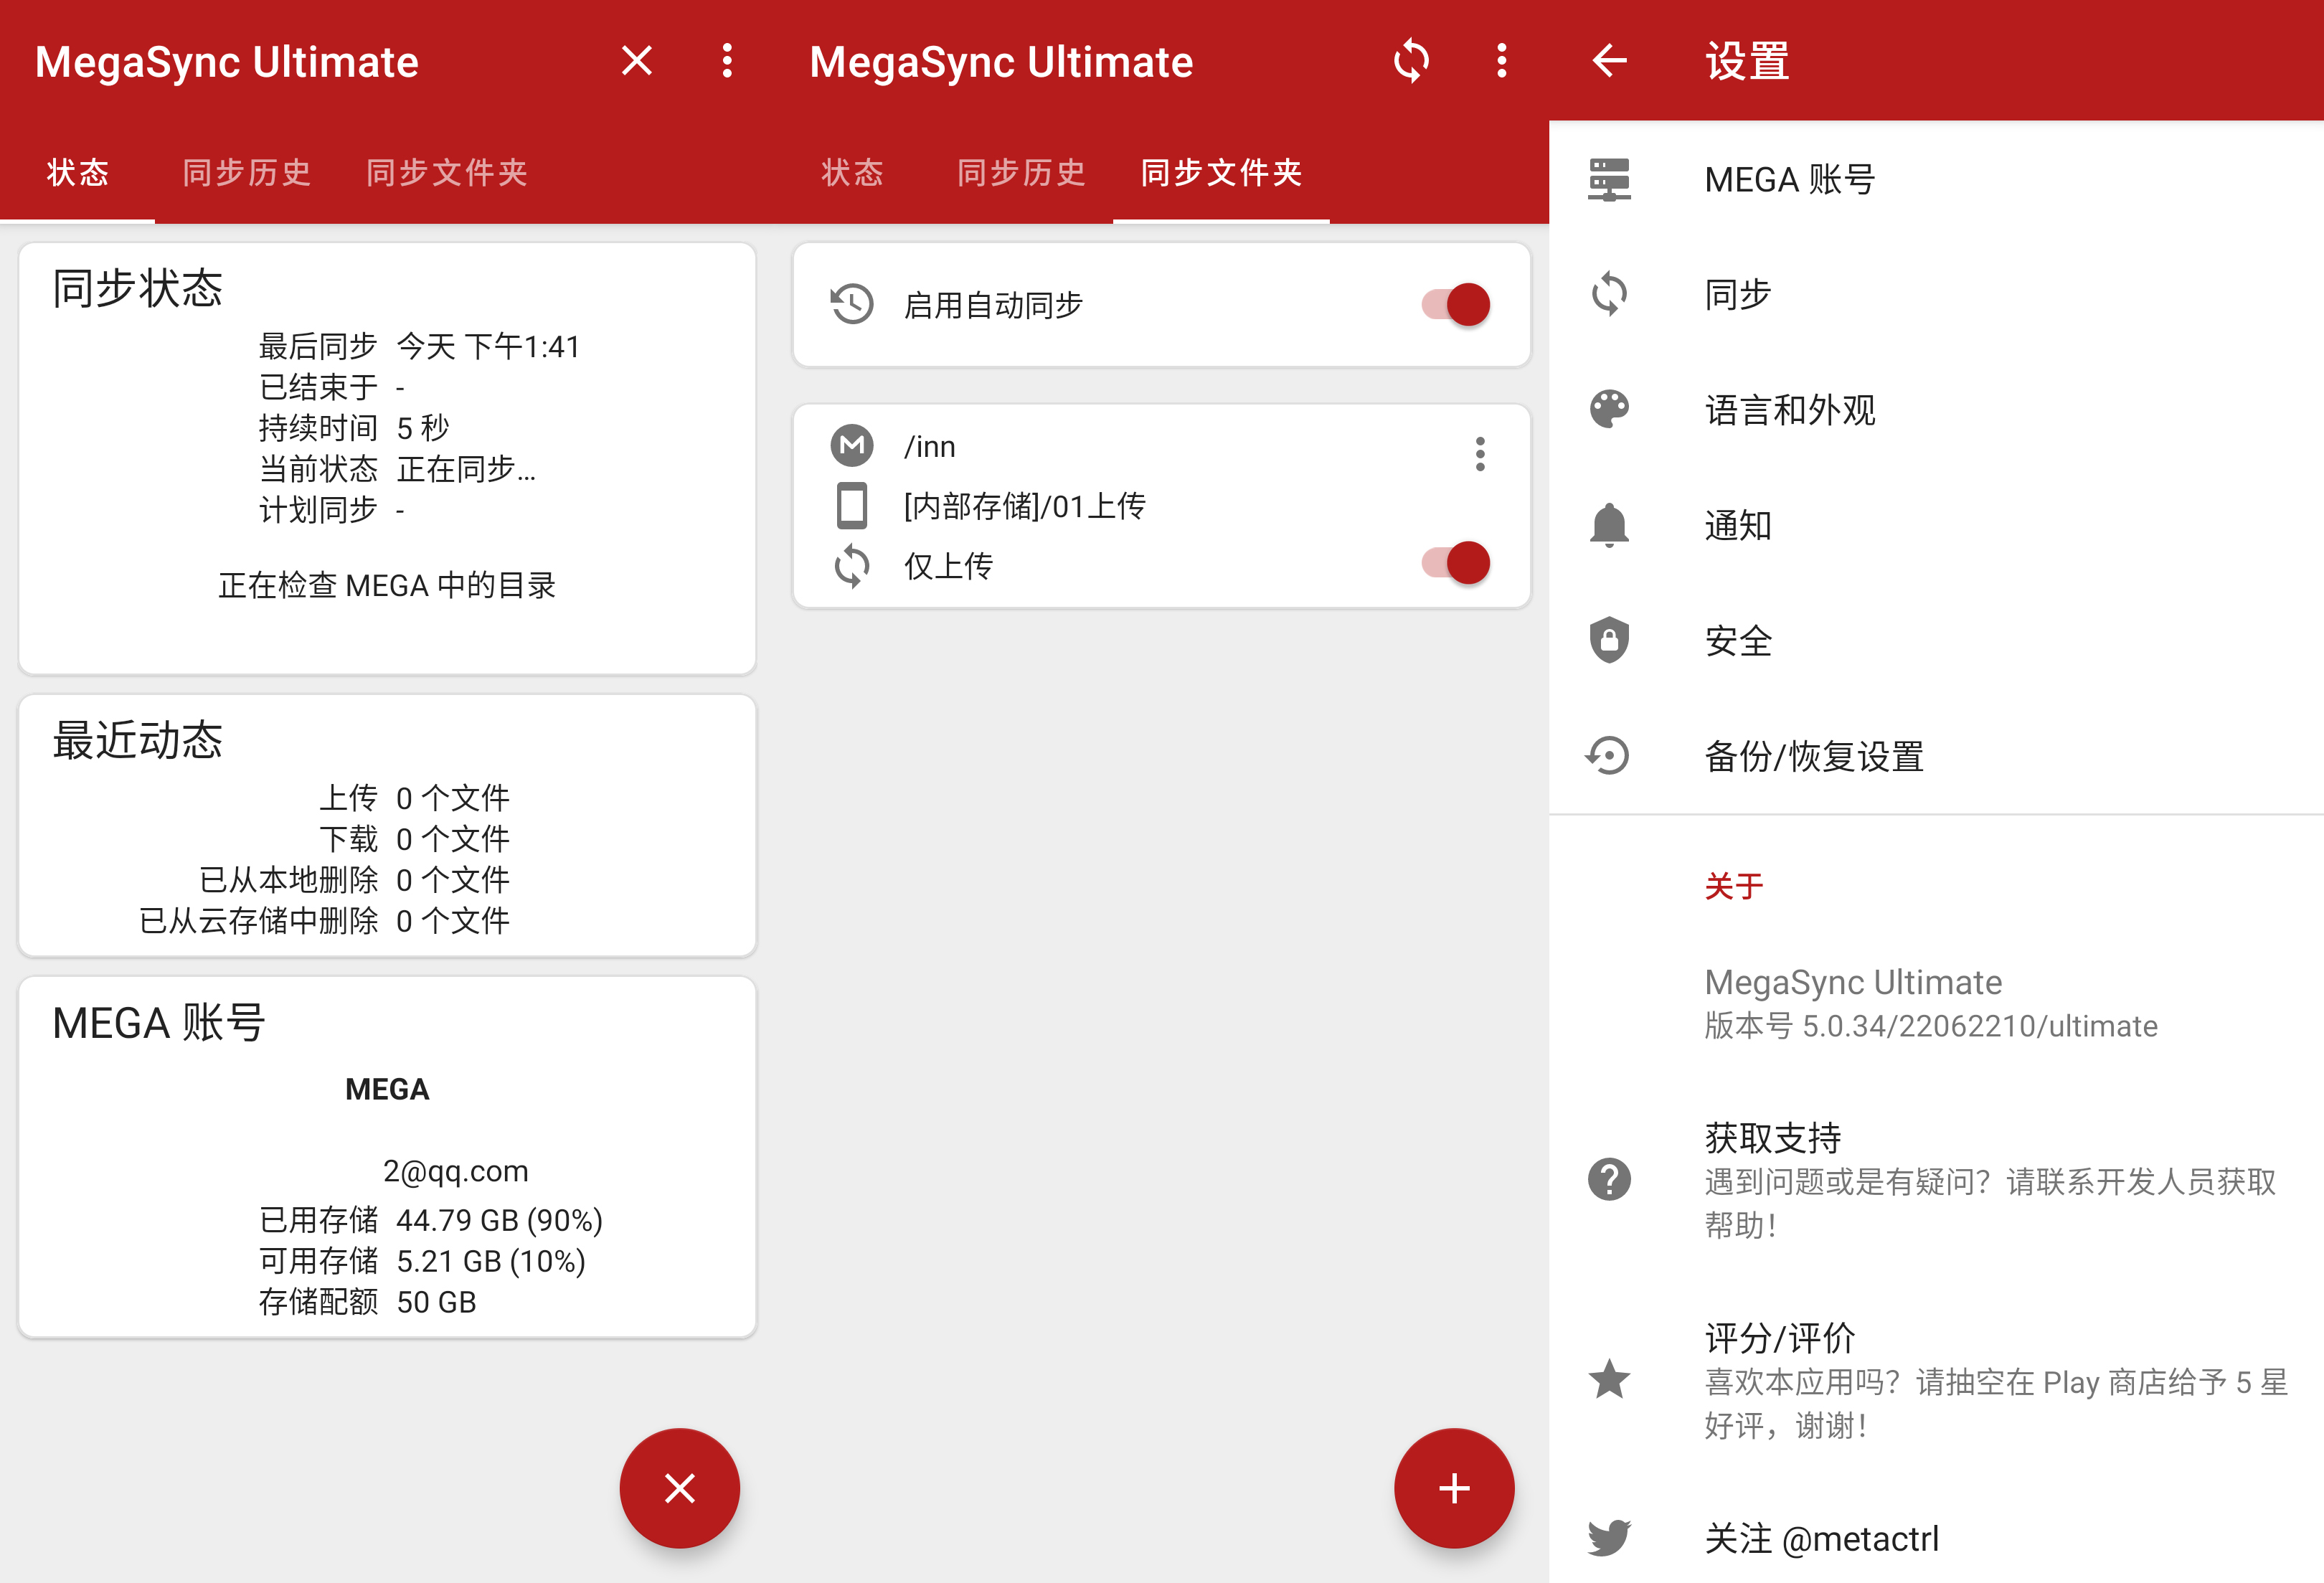 MegaSync Ultimate
状态 同步历史 同步文件夹
同步状态
最后同步 今天 下午1:41
已结束于 -
持续时间 5 秒
当前状态 正在同步...
计划同步 -
正在检查 MEGA 中的目录
最近动态
上传 0 个文件
下载 0 个文件
已从本地删除 0 个文件
已从云存储中删除 0 个文件
MEGA 账号
MEGA
2@qq.com
已用存储 44.79 GB (90%)
可用存储 5.21 GB (10%)
存储配额 50 GB
MegaSync Ultimate
状态 同步历史 同步文件夹
启用自动同步
/inn
[内部存储]/01上传
仅上传
设置
MEGA 账号
同步
语言和外观
通知
安全
备份/恢复设置
关于
MegaSync Ultimate
版本号 5.0.34/22062210/ultimate
获取支持
遇到问题或是有疑问？请联系开发人员获取
帮助！
评分/评价
喜欢本应用吗？请抽空在 Play 商店给予 5 星
好评，谢谢！
关注 @metactrl